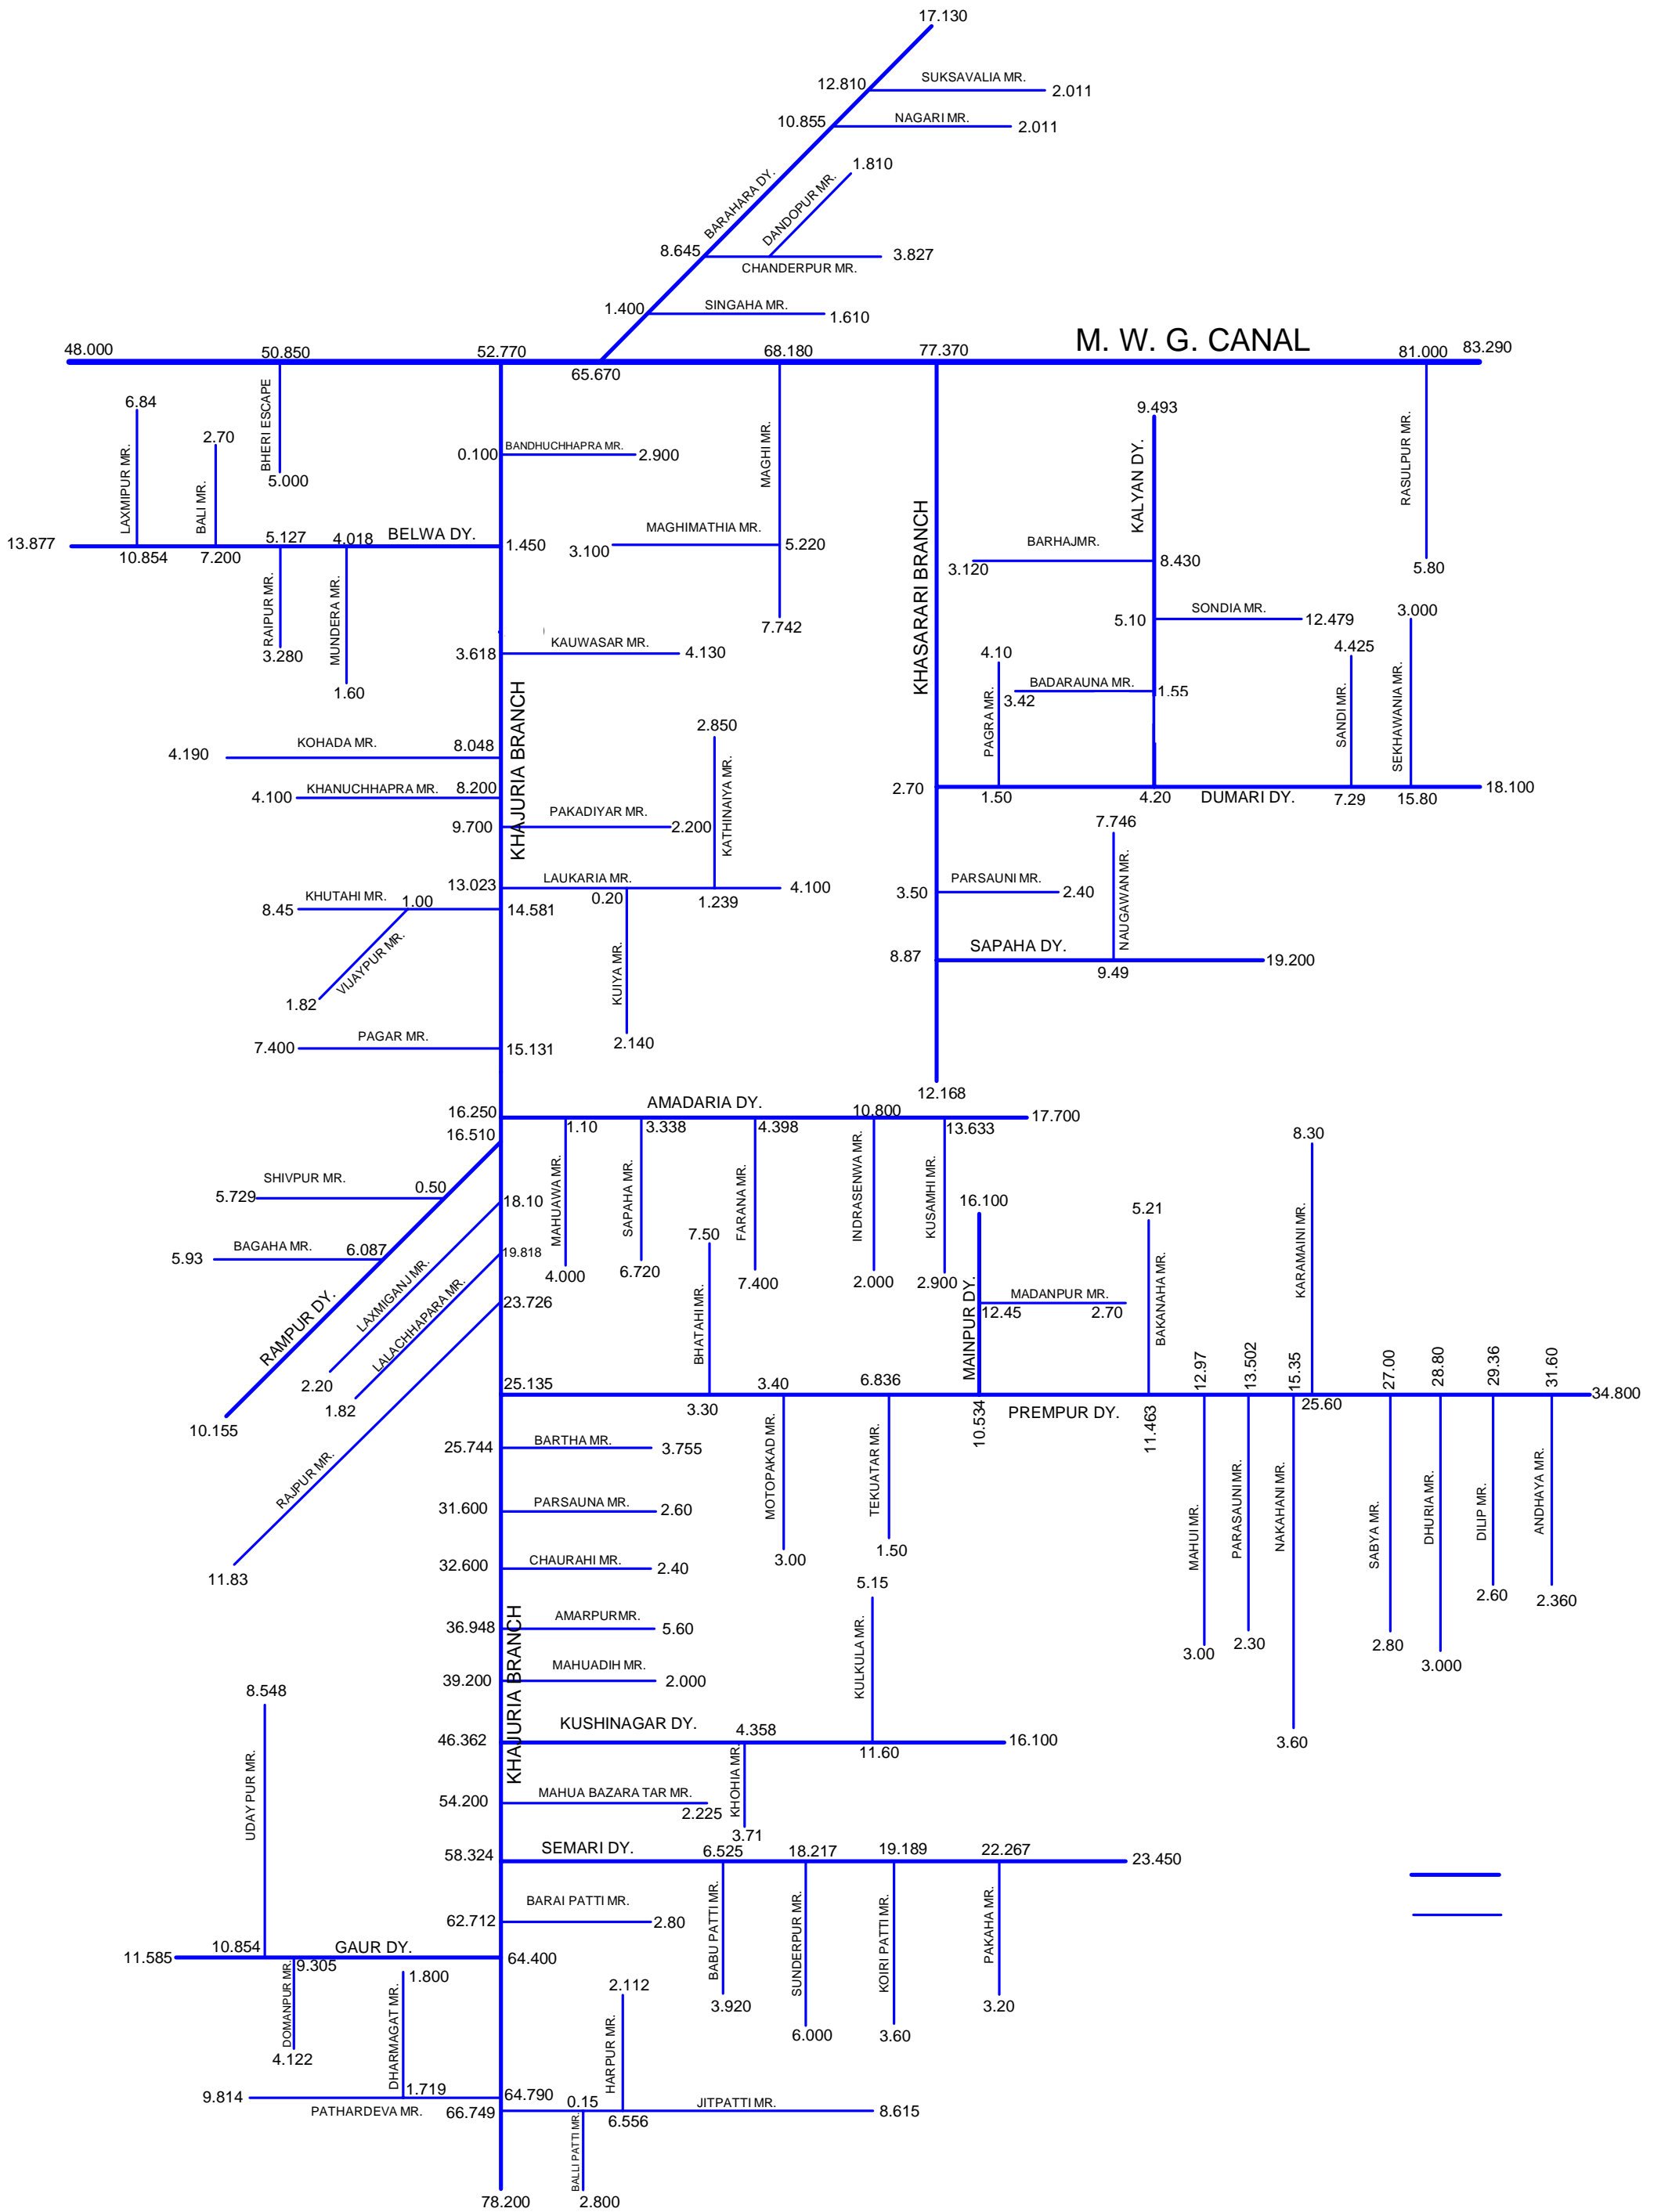 17.130
12.810
SUKSAVALIA MR.
2.011
10.855
NAGARI MR.
2.011
1.810
BARAHARA DY.
DANDOPUR MR.
8.645
3.827
CHANDERPUR MR.
1.400
SINGAHA MR.
1.610
M. W. G. CANAL
48.000
50.850
52.770
65.670
68.180
77.370
81.000
83.290
6.84
LAXMIPUR MR.
2.70
BALI MR.
BHERI ESCAPE
5.000
0.100
BANDHUCHHAPRA MR.
2.900
MAGHI MR.
9.493
KALYAN DY.
RASULPUR MR.
5.80
13.877
10.854
7.200
5.127
4.018
BELWA DY.
1.450
MAGHIMATHIA MR.
3.100
5.220
7.742
KHASARARI BRANCH
BARHAJMR.
3.120
8.430
RAIPUR MR.
3.280
MUNDERA MR.
1.60
5.10
SONDIA MR.
12.479
3.000
SEKHAWANIA MR.
3.618
KAUWASAR MR.
4.130
4.10
PAGRA MR.
BADARAUNA MR.
3.42
1.55
4.425
SANDI MR.
KHAJURIA BRANCH
4.190
KOHADA MR.
8.048
2.850
KATHINAIYA MR.
4.100
KHANUCHHAPRA MR.
8.200
2.70
1.50
4.20
DUMARI DY.
7.29
15.80
18.100
9.700
PAKADIYAR MR.
2.200
7.746
NAUGAWAN MR.
13.023
LAUKARIA MR.
0.20
1.239
4.100
3.50
PARSAUNI MR.
2.40
8.45
KHUTAHI MR.
1.00
14.581
VIJAYPUR MR.
1.82
KUIYA MR.
2.140
8.87
SAPAHA DY.
9.49
19.200
7.400
PAGAR MR.
15.131
12.168
16.250
AMADARIA DY.
1.10
3.338
4.398
10.800
13.633
17.700
16.510
MAHUAWA MR.
4.000
SAPAHA MR.
6.720
FARANA MR.
7.400
INDRASENWA MR.
2.000
KUSAMHI MR.
2.900
5.729
SHIVPUR MR.
0.50
18.10
5.93
BAGAHA MR.
6.087
19.818
RAMPUR DY.
10.155
LAXMIGANJ MR.
2.20
LALACHHAPARA MR.
1.82
23.726
RAJPUR MR.
11.83
7.50
BHATAHI MR.
16.100
MAINPUR DY.
MADANPUR MR.
12.45
2.70
5.21
BAKANAHA MR.
8.30
KARAMAINI MR.
25.135
3.30
3.40
6.836
10.534
PREMPUR DY.
11.463
12.97
13.502
15.35
25.60
27.00
28.80
29.36
31.60
34.800
25.744
BARTHA MR.
3.755
MOTOPAKAD MR.
3.00
TEKUATAR MR.
1.50
MAHUI MR.
3.00
PARASAUNI MR.
2.30
NAKAHANI MR.
3.60
SABYA MR.
2.80
DHURIA MR.
3.000
DILIP MR.
2.60
ANDHAYA MR.
2.360
31.600
PARSAUNA MR.
2.60
32.600
CHAURAHI MR.
2.40
36.948
AMARPURMR.
5.60
39.200
MAHUADIH MR.
2.000
KHAJURIA BRANCH
5.15
KULKULA MR.
46.362
KUSHINAGAR DY.
4.358
11.60
16.100
KHOHIA MR.
3.71
8.548
UDAY PUR MR.
54.200
MAHUA BAZARA TAR MR.
2.225
58.324
SEMARI DY.
6.525
18.217
19.189
22.267
23.450
BABU PATTI MR.
3.920
SUNDERPUR MR.
6.000
KOIRI PATTI MR.
3.60
PAKAHA MR.
3.20
62.712
BARAI PATTI MR.
2.80
11.585
10.854
9.305
GAUR DY.
64.400
DOMANPUR MR.
4.122
1.800
DHARMAGAT MR.
2.112
HARPUR MR.
9.814
1.719
64.790
PATHARDEVA MR.
66.749
0.15
6.556
JITPATTI MR.
8.615
BALLI PATTI MR.
2.800
78.200